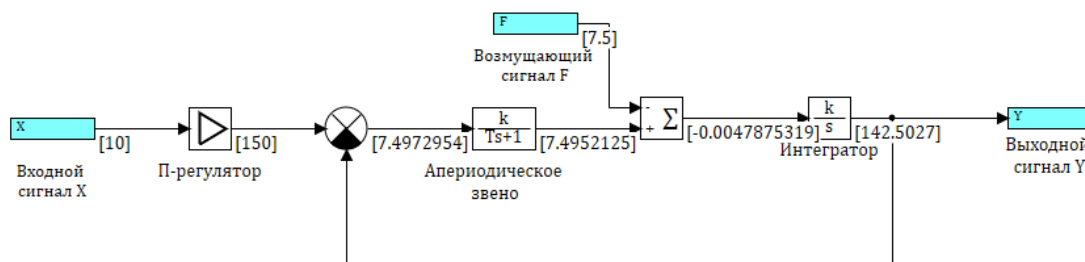 F
[7.5]
Возмущающий
сигнал F
X
[10]
Входной
сигнал X
[150]
П-регулятор
[7.4972954]
k
Ts+1
[7.4952125]
Апериодическое
звено
-
+
Σ
[-0.0047875319]
k
s
[142.5027]
Интегратор
Y
Выходной
сигнал Y